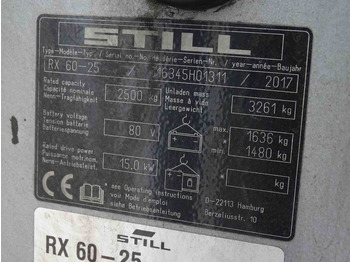 STILL
Type-Modèle-Typ / Serial no.-No de série-Serien-Nr. / year-année-Baujahr
RX 60-25 / 6345H01311 / 2017
Rated capacity
Capacité nominale
Nenn-Tragfähigkeit
2500 kg
Unladen mass
Masse à vide
Leergewicht
3261 kg
Battery voltage
Tension batterie
Batteriespannung
80 V
max. 1636 kg
min. 1480 kg
Rated drive power
Puissance motr.nom.
Nenn-Antriebsleist.
15.0 kW
kg
CE
see operating instructions
voir Mode d'emploi
siehe Betriebsanleitung
D-22113 Hamburg
Berzeliusstr. 10
STILL
RX 60-25